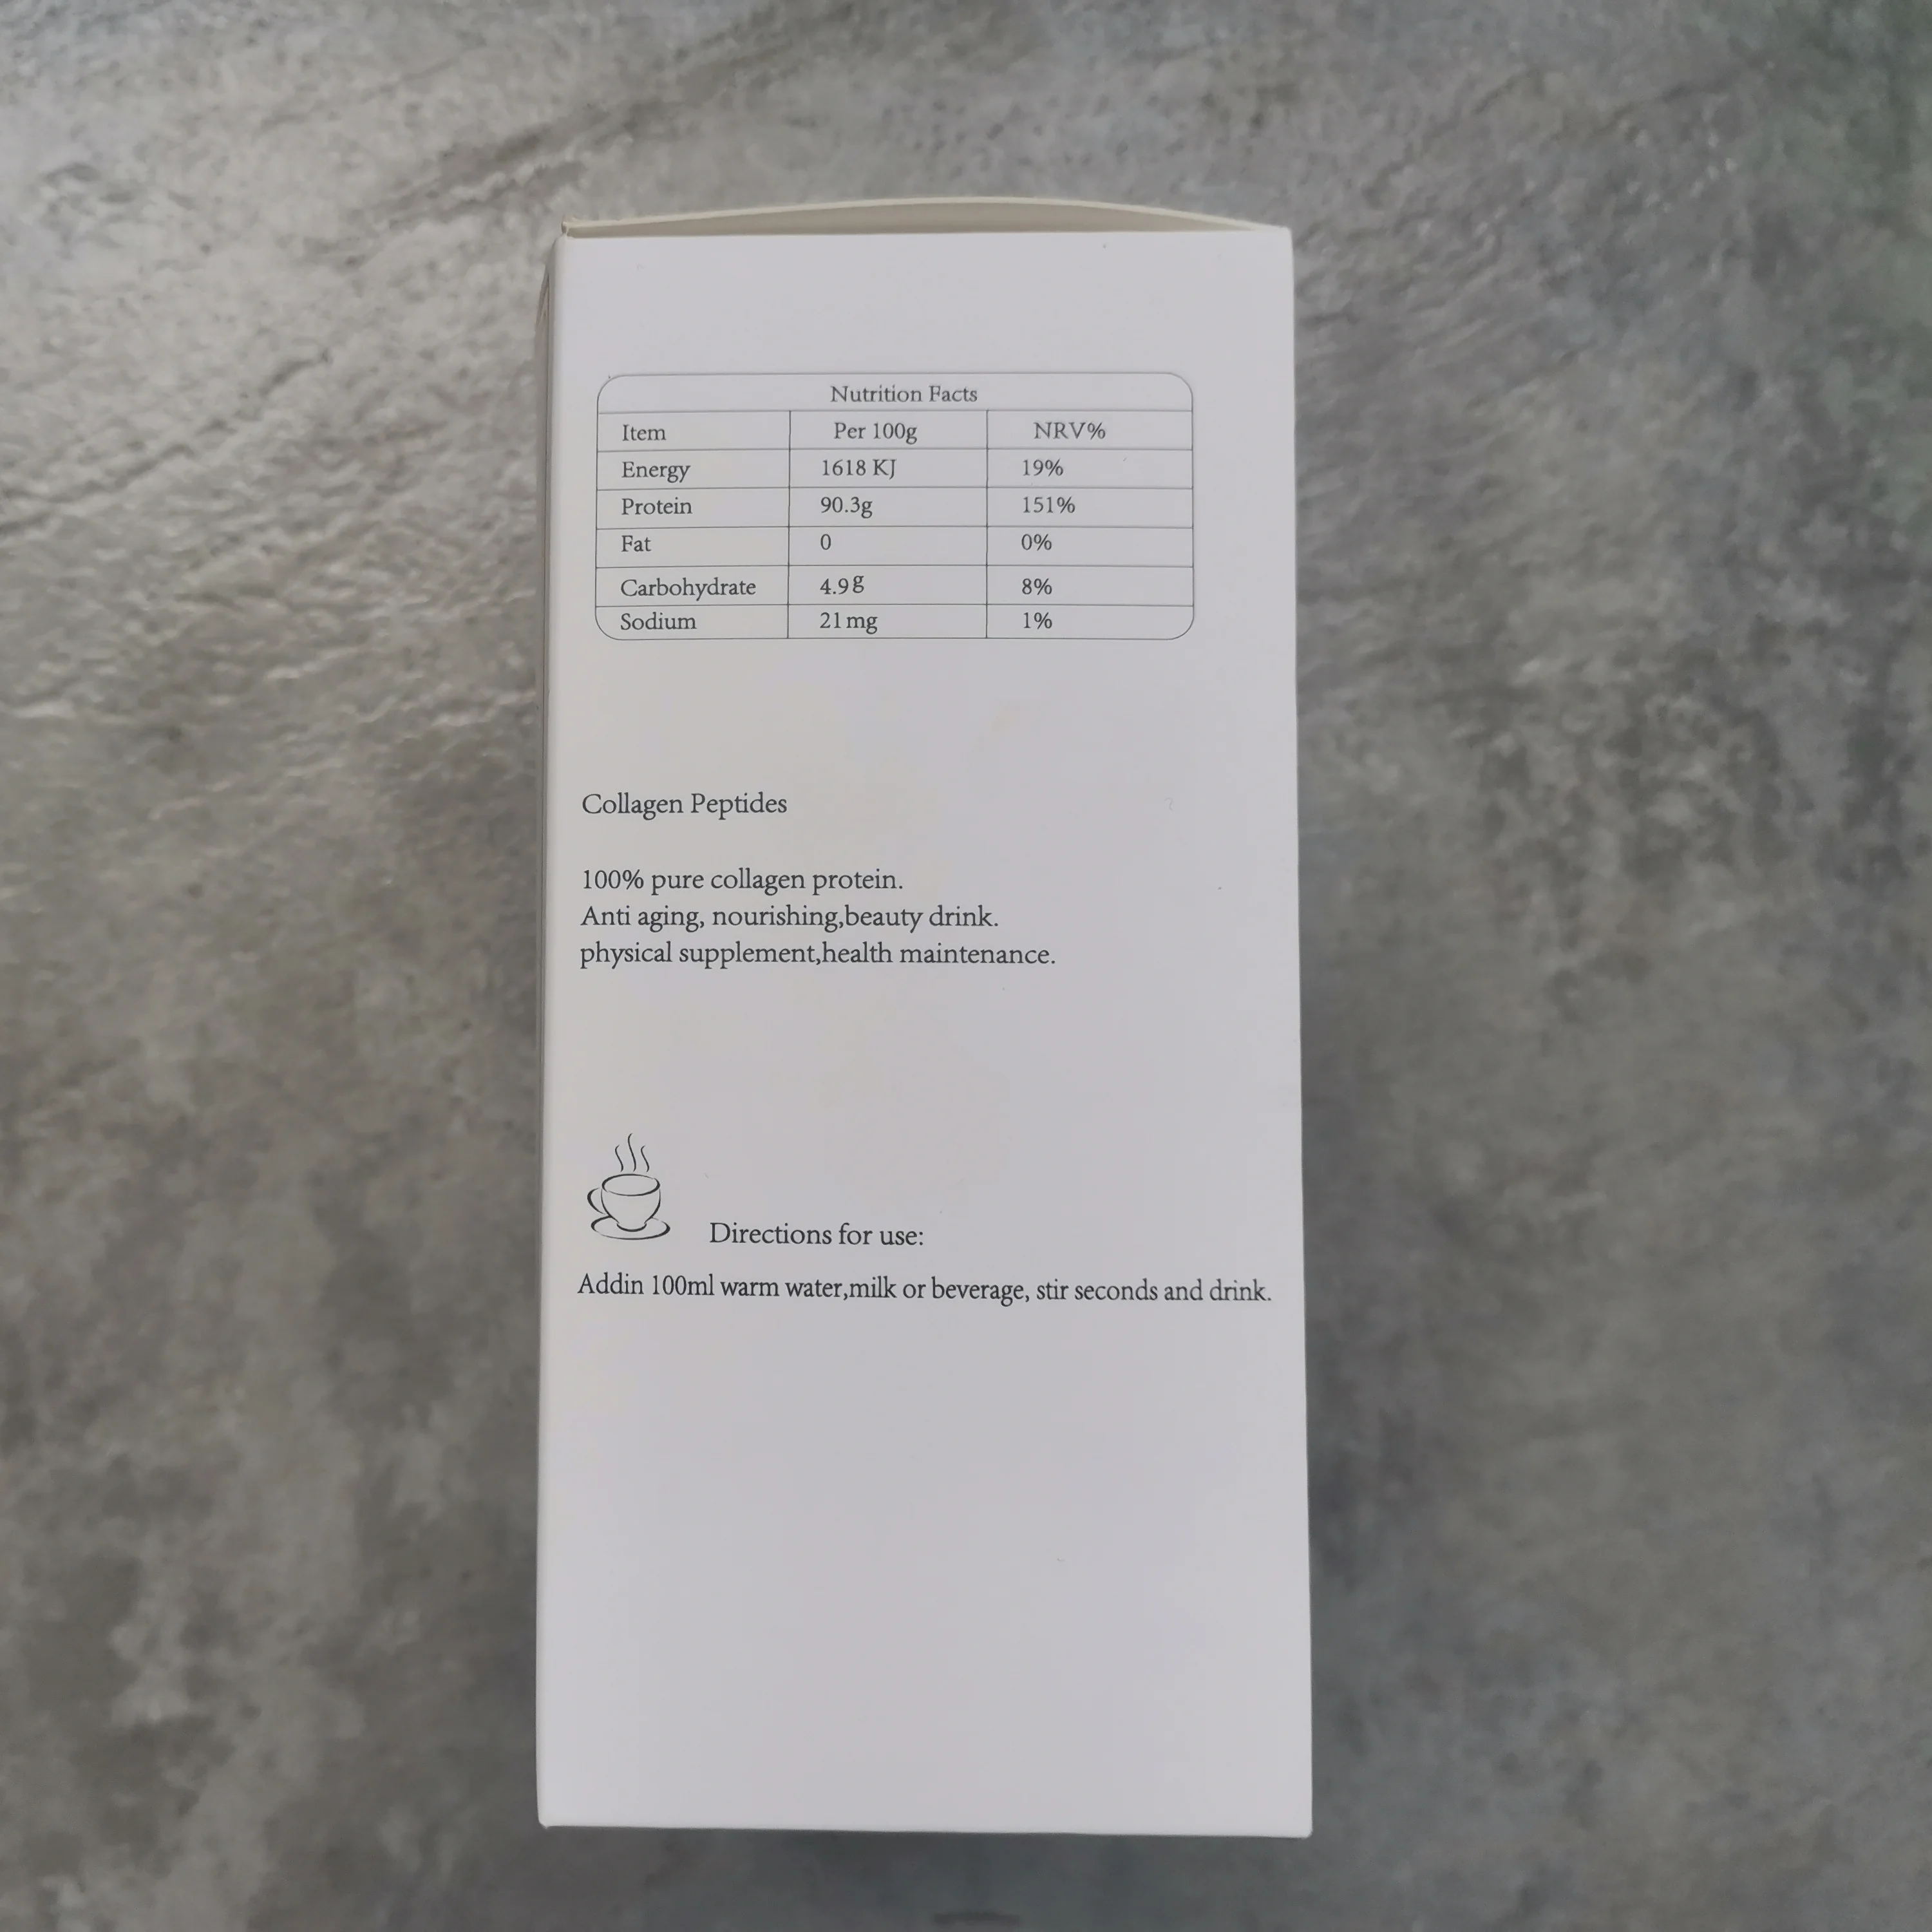 Nutrition Facts
Item Per 100g NRV%
Energy 1618 KJ 19%
Protein 90.3g 151%
Fat 0 0%
Carbohydrate 4.9g 8%
Sodium 21mg 1%
Collagen Peptides
100% pure collagen protein.
Anti aging, nourishing,beauty drink.
physical supplement,health maintenance.
Directions for use:
Addin 100ml warm water,milk or beverage, stir seconds and drink.